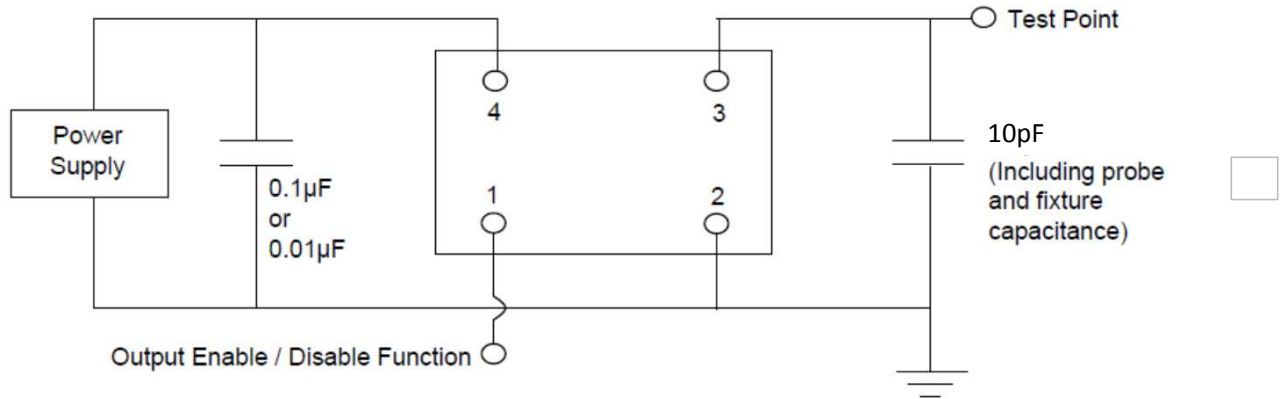 Test Point
4
3
Power
Supply
10pF
(Including probe
and fixture
capacitance)
0.1µF
or
0.01µF
1
2
Output Enable / Disable Function